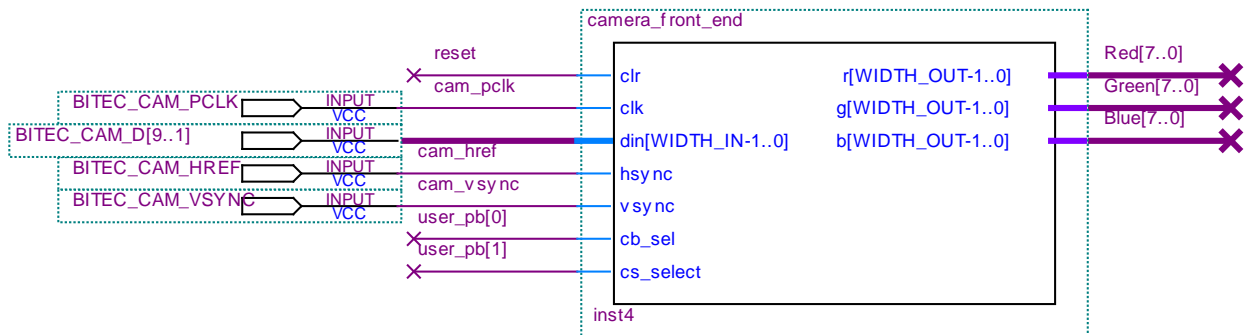 camera_front_end
reset
clr
r[WIDTH_OUT-1..0]
Red[7..0]
cam_pclk
BITEC_CAM_PCLK
INPUT
VCC
clk
g[WIDTH_OUT-1..0]
Green[7..0]
BITEC_CAM_D[9..1]
INPUT
VCC
din[WIDTH_IN-1..0]
b[WIDTH_OUT-1..0]
Blue[7..0]
cam_href
BITEC_CAM_HREF
INPUT
VCC
hsync
cam_vsync
BITEC_CAM_VSYNC
INPUT
VCC
vsync
user_pb[0]
cb_sel
user_pb[1]
cs_select
inst4